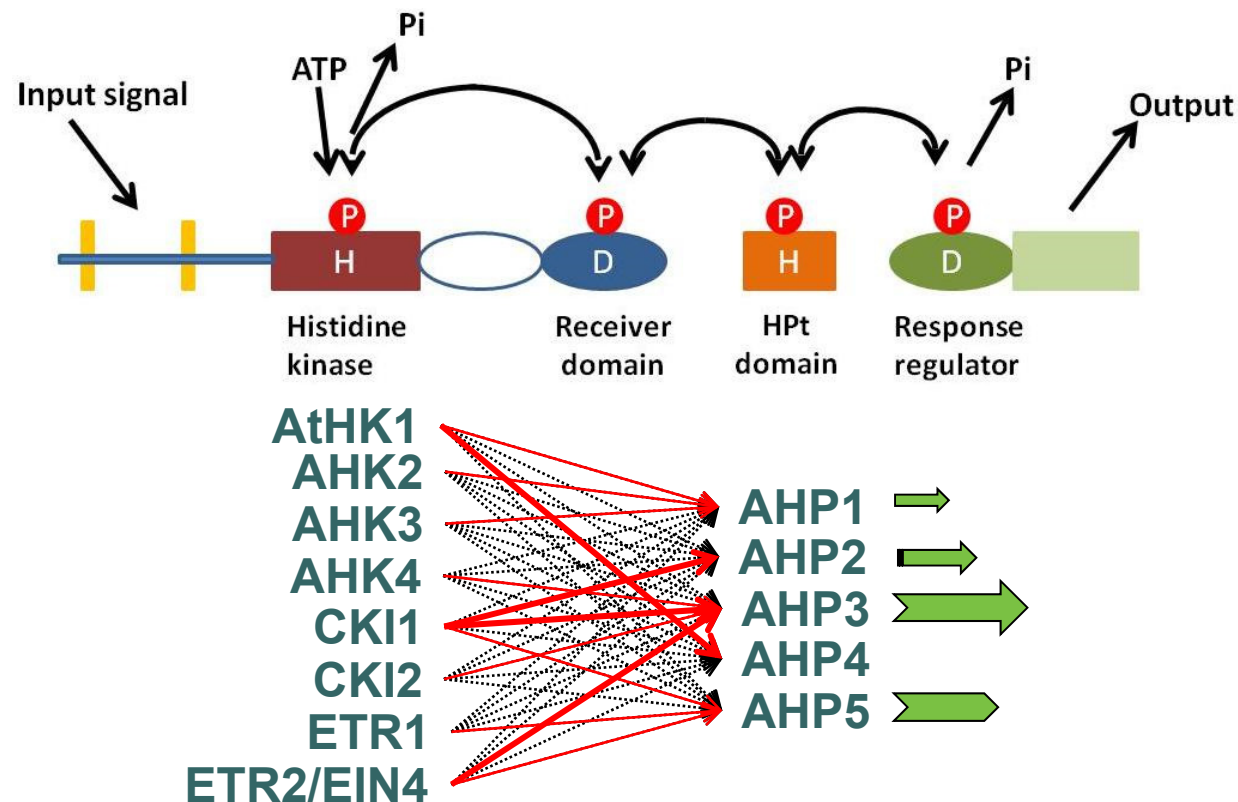 Pi
ATP
Pi
Input signal
Output
P
P
P
P
H
D
H
D
Histidine
kinase
Receiver
domain
HPt
domain
Response
regulator
AtHK1
AHK2
AHK3
AHK4
CKI1
CKI2
ETR1
ETR2/EIN4
AHP1
AHP2
AHP3
AHP4
AHP5